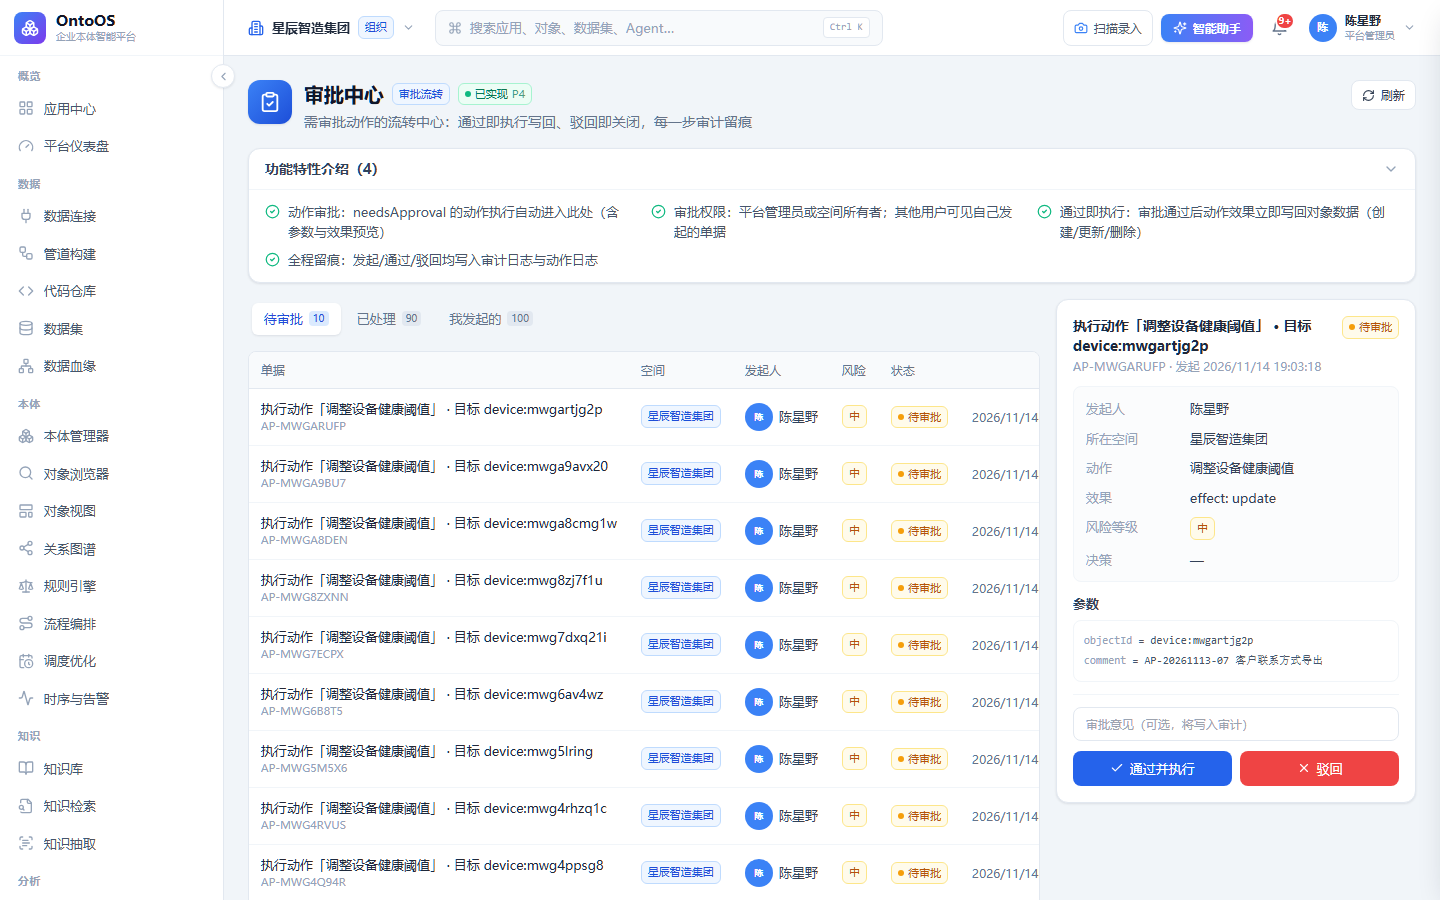 OntoOS
企业本体智能平台
星辰智造集团 组织
搜索应用、对象、数据集、Agent...
Ctrl K
扫描录入
智能助手
9+
陈
陈星野
平台管理员
概览
应用中心
平台仪表盘
数据
数据连接
管道构建
代码仓库
数据集
数据血缘
本体
本体管理器
对象浏览器
对象视图
关系图谱
规则引擎
流程编排
调度优化
时序与告警
知识
知识库
知识检索
知识抽取
分析
审批中心 审批流转 已实现 P4
需审批动作的流转中心：通过即执行写回、驳回即关闭，每一步审计留痕
刷新
功能特性介绍（4）
动作审批：needsApproval 的动作执行自动进入此处（含
参数与效果预览）
审批权限：平台管理员或空间所有者；其他用户可见自己发
起的单据
通过即执行：审批通过后动作效果立即写回对象数据（创
建/更新/删除）
全程留痕：发起/通过/驳回均写入审计日志与动作日志
待审批 10 已处理 90 我发起的 100
单据 空间 发起人 风险 状态
执行动作「调整设备健康阈值」 · 目标 device:mwgartjg2p
AP-MWGARUFP
星辰智造集团 陈 陈星野 中 待审批 2026/11/14
执行动作「调整设备健康阈值」 · 目标 device:mwga9avx20
AP-MWGA9BU7
星辰智造集团 陈 陈星野 中 待审批 2026/11/14
执行动作「调整设备健康阈值」 · 目标 device:mwga8cmg1w
AP-MWGA8DEN
星辰智造集团 陈 陈星野 中 待审批 2026/11/14
执行动作「调整设备健康阈值」 · 目标 device:mwg8zj7f1u
AP-MWG8ZXNN
星辰智造集团 陈 陈星野 中 待审批 2026/11/14
执行动作「调整设备健康阈值」 · 目标 device:mwg7dxq21i
AP-MWG7ECPX
星辰智造集团 陈 陈星野 中 待审批 2026/11/14
执行动作「调整设备健康阈值」 · 目标 device:mwg6av4wz
AP-MWG6B8T5
星辰智造集团 陈 陈星野 中 待审批 2026/11/14
执行动作「调整设备健康阈值」 · 目标 device:mwg5lring
AP-MWG5M5X6
星辰智造集团 陈 陈星野 中 待审批 2026/11/14
执行动作「调整设备健康阈值」 · 目标 device:mwg4rhzq1c
AP-MWG4RVUS
星辰智造集团 陈 陈星野 中 待审批 2026/11/14
执行动作「调整设备健康阈值」 · 目标 device:mwg4ppsg8
AP-MWG4Q94R
星辰智造集团 陈 陈星野 中 待审批 2026/11/14
执行动作「调整设备健康阈值」 • 目标
device:mwgartjg2p
待审批
AP-MWGARUFP · 发起 2026/11/14 19:03:18
发起人 陈星野
所在空间 星辰智造集团
动作 调整设备健康阈值
效果 effect: update
风险等级 中
决策 —
参数
objectId = device:mwgartjg2p
comment = AP-20261113-07 客户联系方式导出
审批意见（可选，将写入审计）
通过并执行
驳回